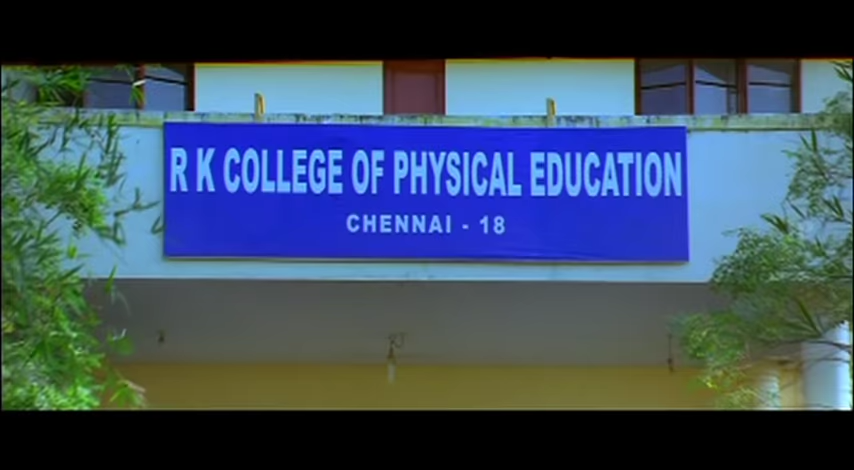 R K COLLEGE OF PHYSICAL EDUCATION
CHENNAI - 18